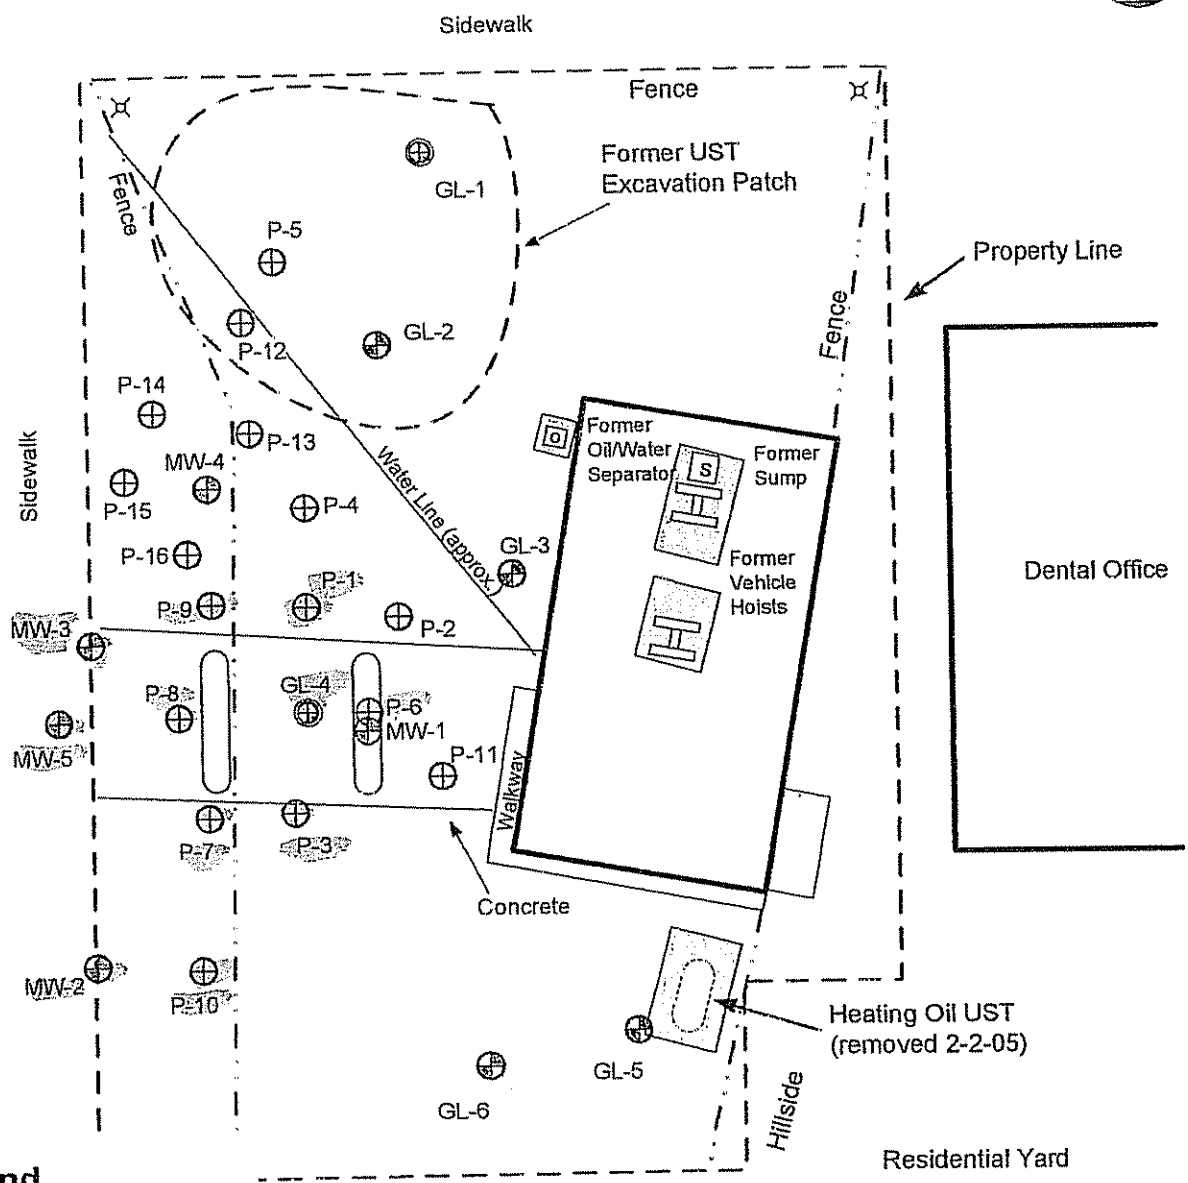 Sidewalk
Fence
Former UST
Excavation Patch
GL-1
Fence
P-5
Property Line
GL-2
P-12
Fence
P-14
Former
Oil/Water
Separator
Former
Sump
S
O
P-13
Sidewalk
MW-4
Water Line (approx.)
P-15
P-4
GL-3
P-16
Former
Vehicle
Hoists
Dental Office
P-1
P-9
P-2
MW-3
GL-4
P-8
P-6
MW-1
MW-5
P-11
Walkway
P-7
P-3
Concrete
MW-2
P-10
Heating Oil UST
(removed 2-2-05)
GL-5
GL-6
Hillside
Residential Yard